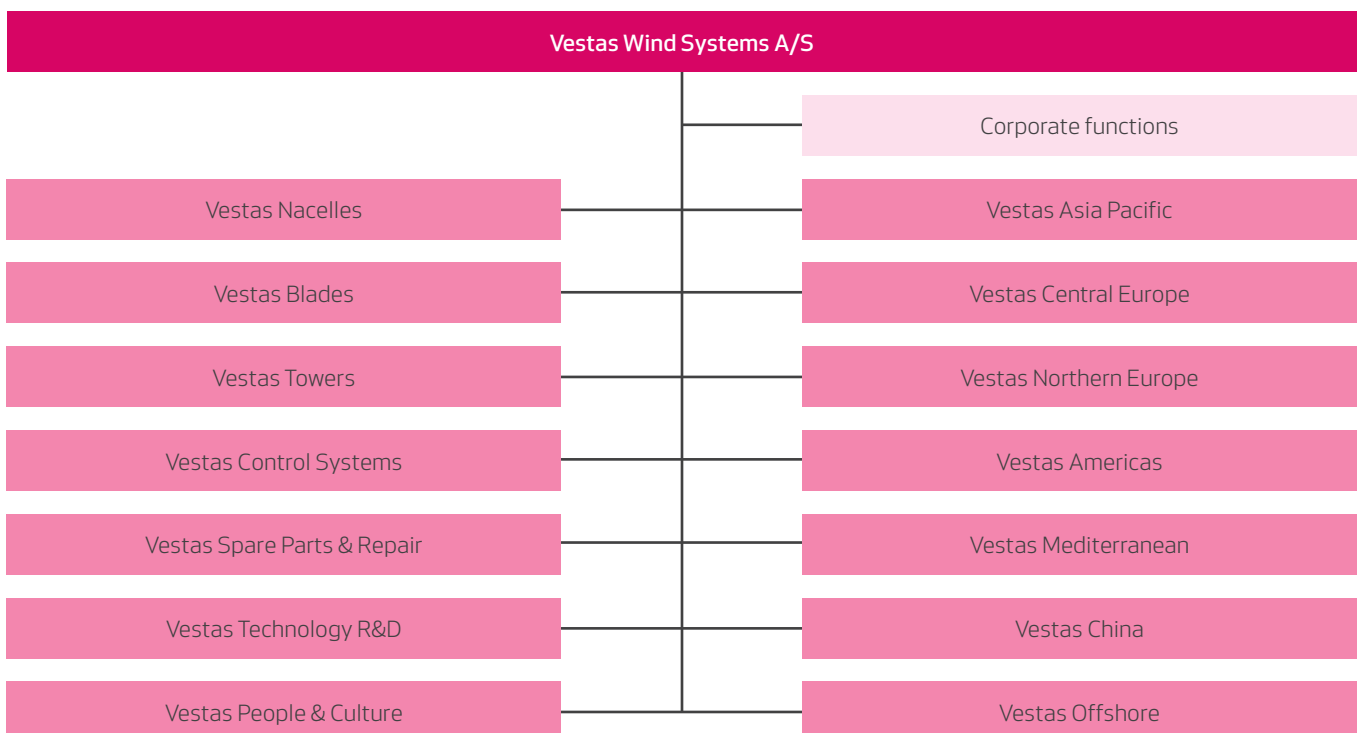 Vestas Wind Systems A/S
Corporate functions
Vestas Nacelles
Vestas Asia Pacific
Vestas Blades
Vestas Central Europe
Vestas Towers
Vestas Northern Europe
Vestas Control Systems
Vestas Americas
Vestas Spare Parts & Repair
Vestas Mediterranean
Vestas Technology R&D
Vestas China
Vestas People & Culture
Vestas Offshore